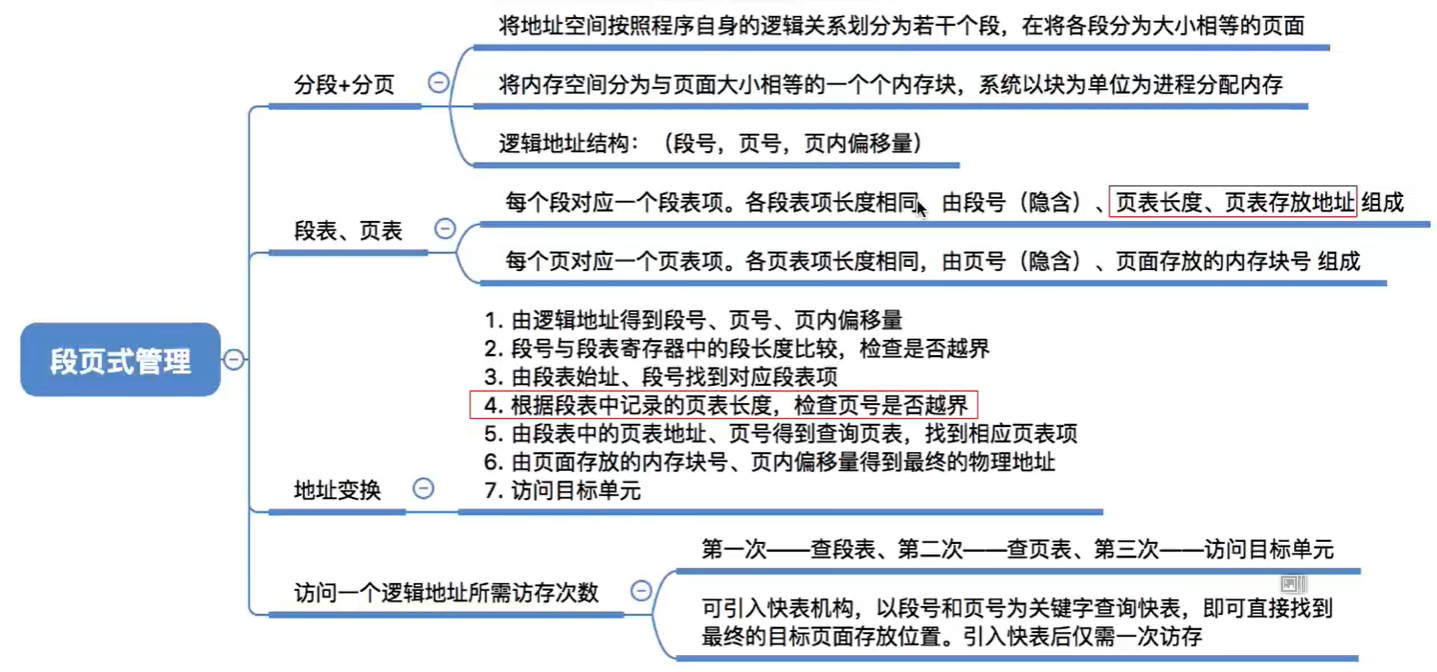 将地址空间按照程序自身的逻辑关系划分为若干个段，在将各段分为大小相等的页面
分段+分页
将内存空间分为与页面大小相等的一个个内存块，系统以块为单位为进程分配内存
逻辑地址结构：（段号，页号，页内偏移量）
每个段对应一个段表项。各段表项长度相同，由段号（隐含）、页表长度、页表存放地址 组成
段表、页表
每个页对应一个页表项。各页表项长度相同，由页号（隐含）、页面存放的内存块号 组成
段页式管理
1. 由逻辑地址得到段号、页号、页内偏移量
2. 段号与段表寄存器中的段长度比较，检查是否越界
3. 由段表始址、段号找到对应段表项
4. 根据段表中记录的页表长度，检查页号是否越界
5. 由段表中的页表地址、页号得到查询页表，找到相应页表项
6. 由页面存放的内存块号、页内偏移量得到最终的物理地址
7. 访问目标单元
地址变换
第一次——查段表、第二次——查页表、第三次——访问目标单元
访问一个逻辑地址所需访存次数
可引入快表机构，以段号和页号为关键字查询快表，即可直接找到
最终的目标页面存放位置。引入快表后仅需一次访存